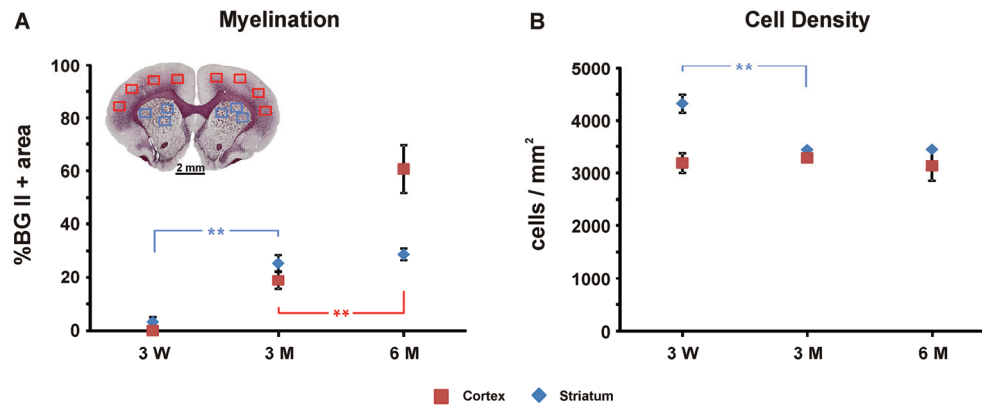 A
Myelination
%BG II + area
100
80
60
40
20
0
2 mm
**
**
3 W
3 M
6 M
B
Cell Density
cells / mm²
5000
4000
3000
2000
1000
0
**
3 W
3 M
6 M
Cortex
Striatum